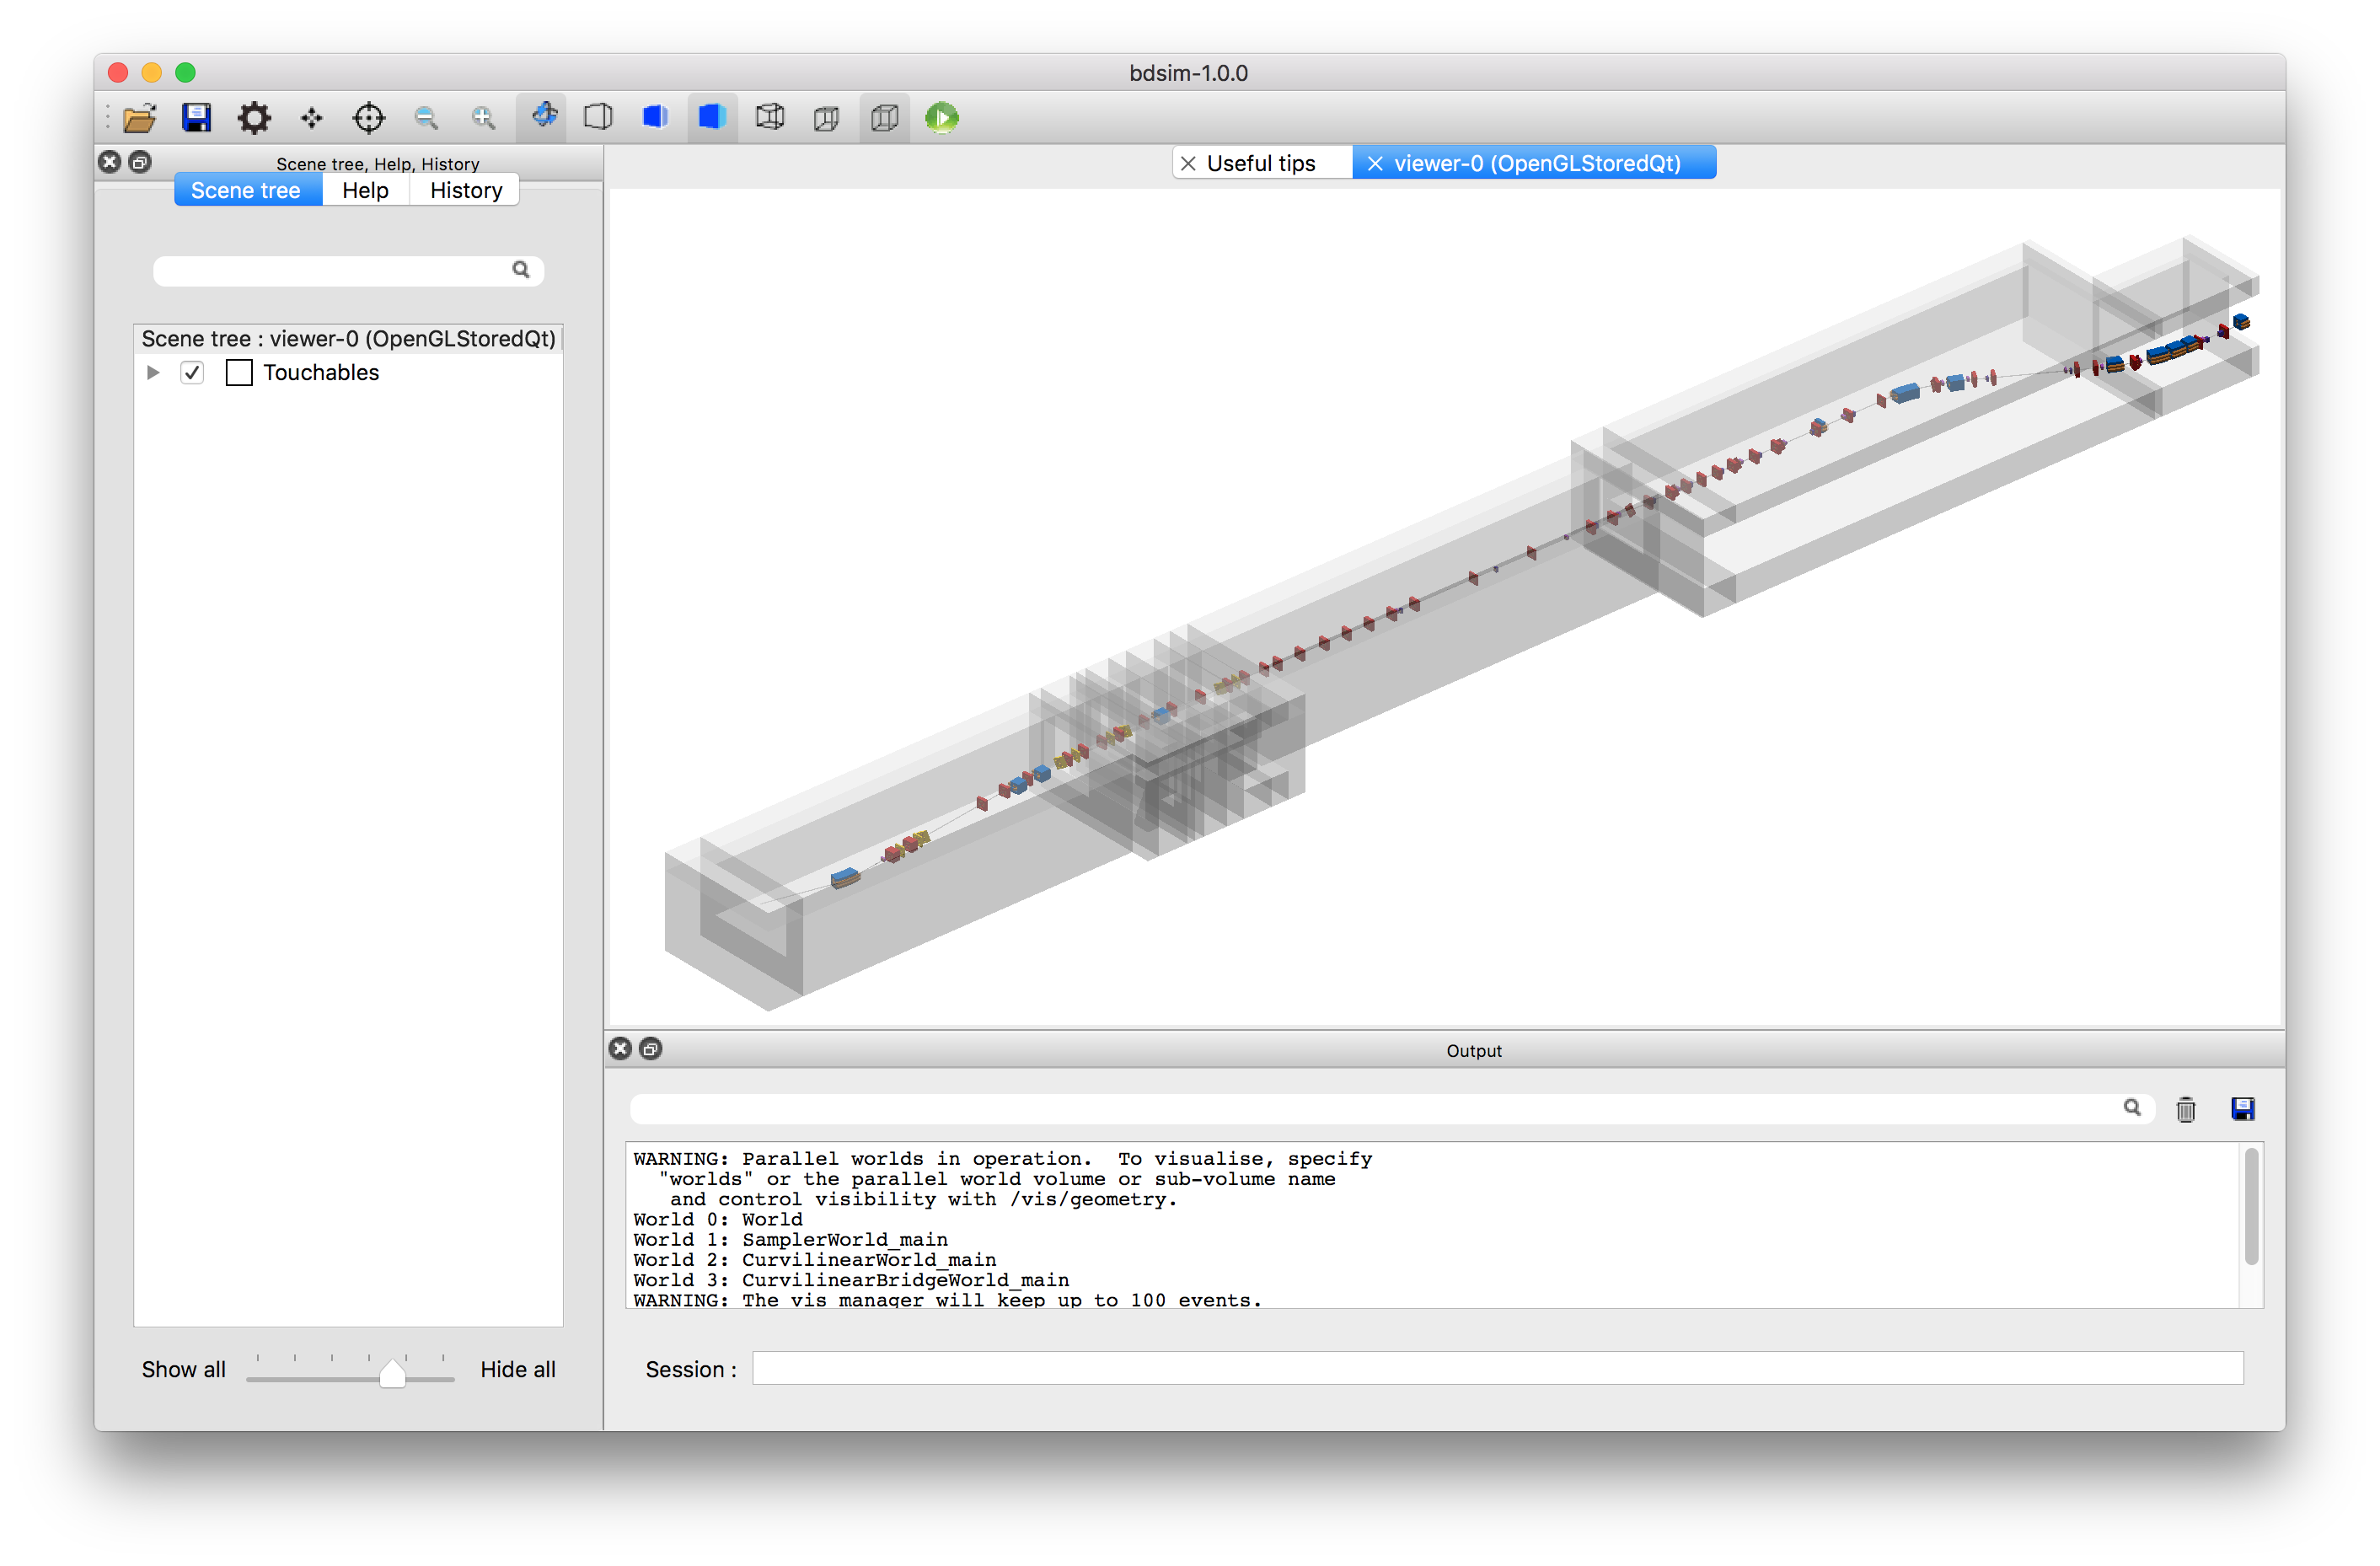 bdsim-1.0.0
Scene tree, Help, History
Scene tree Help History
Scene tree : viewer-0 (OpenGLStoredQt)
Touchables
Show all Hide all
Useful tips viewer-0 (OpenGLStoredQt)
Output
WARNING: Parallel worlds in operation.  To visualise, specify
"worlds" or the parallel world volume or sub-volume name
and control visibility with /vis/geometry.
World 0: World
World 1: SamplerWorld_main
World 2: CurvilinearWorld_main
World 3: CurvilinearBridgeWorld_main
WARNING: The vis manager will keep up to 100 events.
Session :